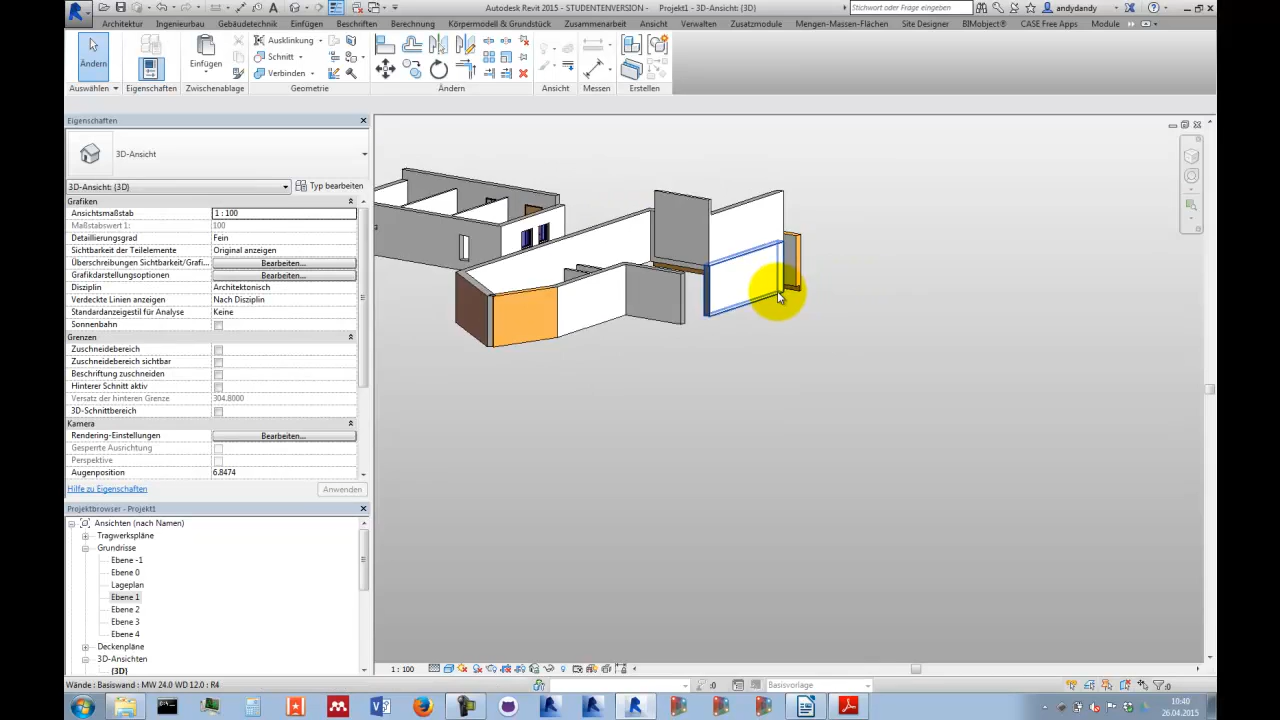 Autodesk Revit 2015 - STUDENTENVERSION - Projekt1 - 3D-Ansicht: {3D}
Stichwort oder Frage eingeben
andydandy
Architektur Ingenieurbau Gebäudetechnik Einfügen Beschriften Berechnung Körpermodell & Grundstück Zusammenarbeit Ansicht Verwalten Zusatzmodule Mengen-Massen-Flächen Site Designer BIMobject® CASE Free Apps Module Ändern
Ändern
Einfügen
Ausklinkung
Schnitt
Verbinden
Auswählen Eigenschaften Zwischenablage Geometrie Ändern Ansicht Messen Erstellen
Eigenschaften
3D-Ansicht
3D-Ansicht: {3D} Typ bearbeiten
Grafiken
Ansichtsmaßstab 1 : 100
Maßstabswert 1: 100
Detaillierungsgrad Fein
Sichtbarkeit der Teilelemente Original anzeigen
Überschreibungen Sichtbarkeit/Grafi... Bearbeiten...
Grafikdarstellungsoptionen Bearbeiten...
Disziplin Architektonisch
Verdeckte Linien anzeigen Nach Disziplin
Standardanzeigestil für Analyse Keine
Sonnenbahn
Grenzen
Zuschneidebereich
Zuschneidebereich sichtbar
Beschriftung zuschneiden
Hinterer Schnitt aktiv
Versatz der hinteren Grenze 304.8000
3D-Schnittbereich
Kamera
Rendering-Einstellungen Bearbeiten...
Gesperte Ausrichtung
Perspektive
Augenposition 6.8474
Hilfe zu Eigenschaften Anwenden
Projektbrowser - Projekt1
Ansichten (nach Namen)
Tragwerkspläne
Grundrisse
Ebene -1
Ebene 0
Lageplan
Ebene 1
Ebene 2
Ebene 3
Ebene 4
Deckenpläne
3D-Ansichten
{3D}
1 : 100
Wände : Basiswand : MW 24.0 WD 12.0 : R4
:0
Basisvorlage
:0
10:40
26.04.2015